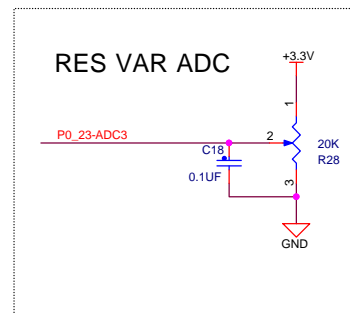 RES VAR ADC
+3.3V
1
P0_23-ADC3
2
20K
C18
R28
0.1UF
3
GND